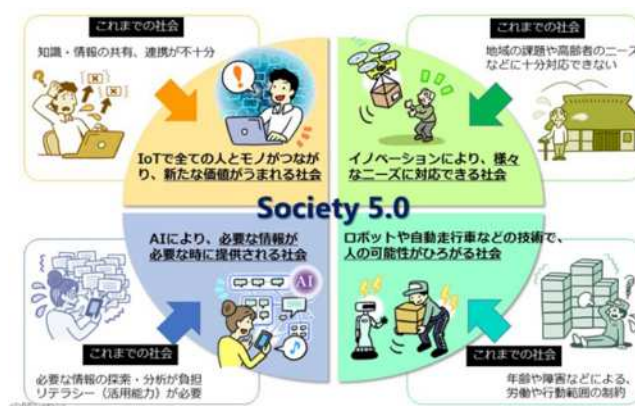 これまでの社会
知識・情報の共有、連携が不十分
IoTで全ての人とモノがつなが
り、新たな価値がうまれる社会
これまでの社会
地域の課題や高齢者のニーズ
などに十分対応できない
イノベーションにより、様々
なニーズに対応できる社会
Society 5.0
AIにより、必要な情報が
必要な時に提供される社会
AI
これまでの社会
必要な情報の探索・分析が負担
リテラシー（活用能力）が必要
ロボットや自動走行車などの技術で、
人の可能性がひろがる社会
これまでの社会
年齢や障害などによる、
労働や行動範囲の制約